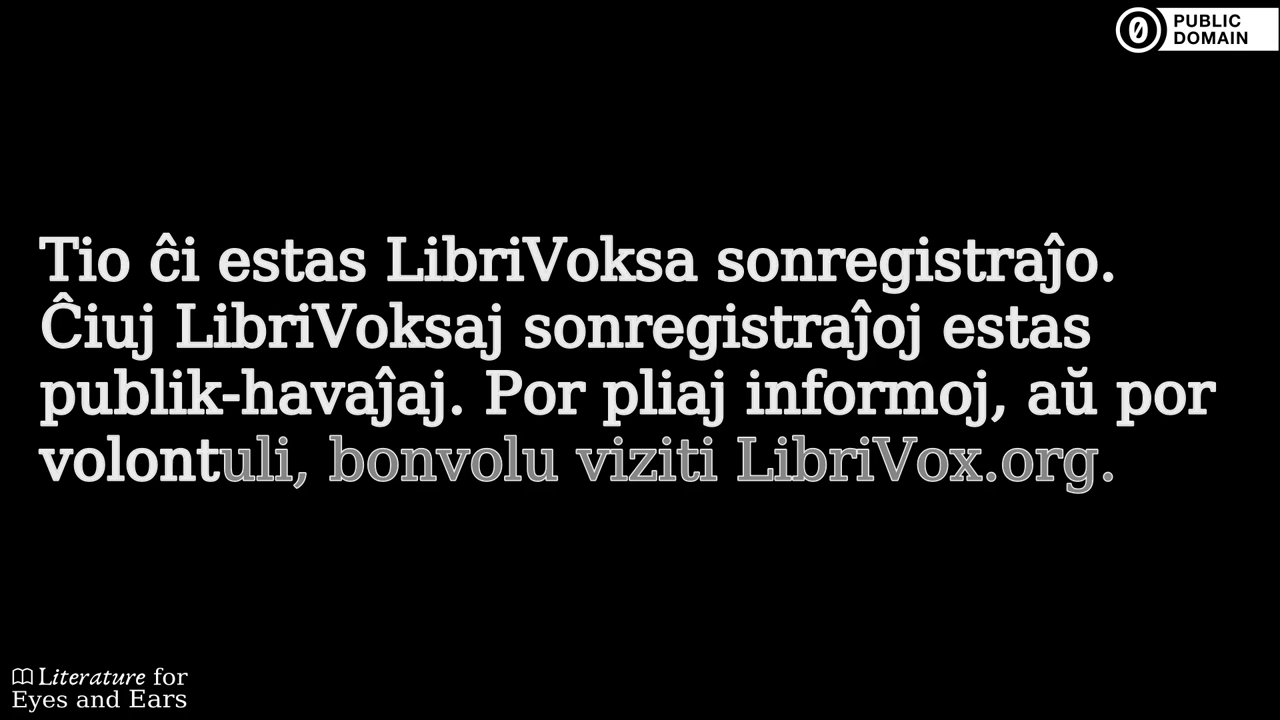 PUBLIC
DOMAIN
Tio ĉi estas LibriVoksa sonregistraĵo.
Ĉiuj LibriVoksaj sonregistraĵoj estas
publik-havaĵaj. Por pliaj informoj, aŭ por
volontuli, bonvolu viziti LibriVox.org.
Literature for
Eyes and Ears